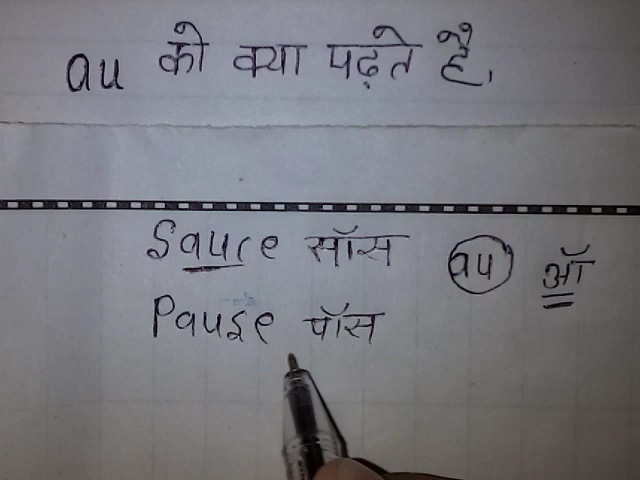 au को क्या पढ़ते है.
Sauce सॉस au ऑ
Pause पॉस